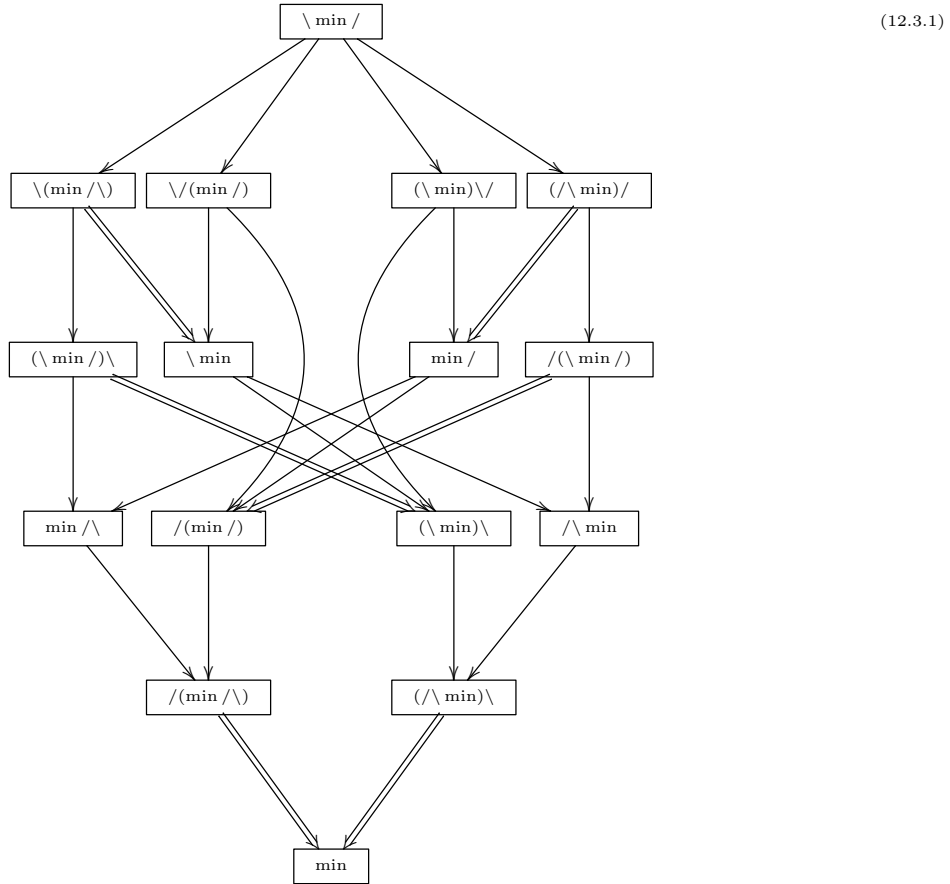 \ min / (12.3.1)
\(min /\) \/(min /) (\ min)\/ (/\ min)/
(\ min /)\ \ min min / /(\ min /)
min /\ /(min /) (\ min)\ /\ min
/(min /\) (/\ min)\
min